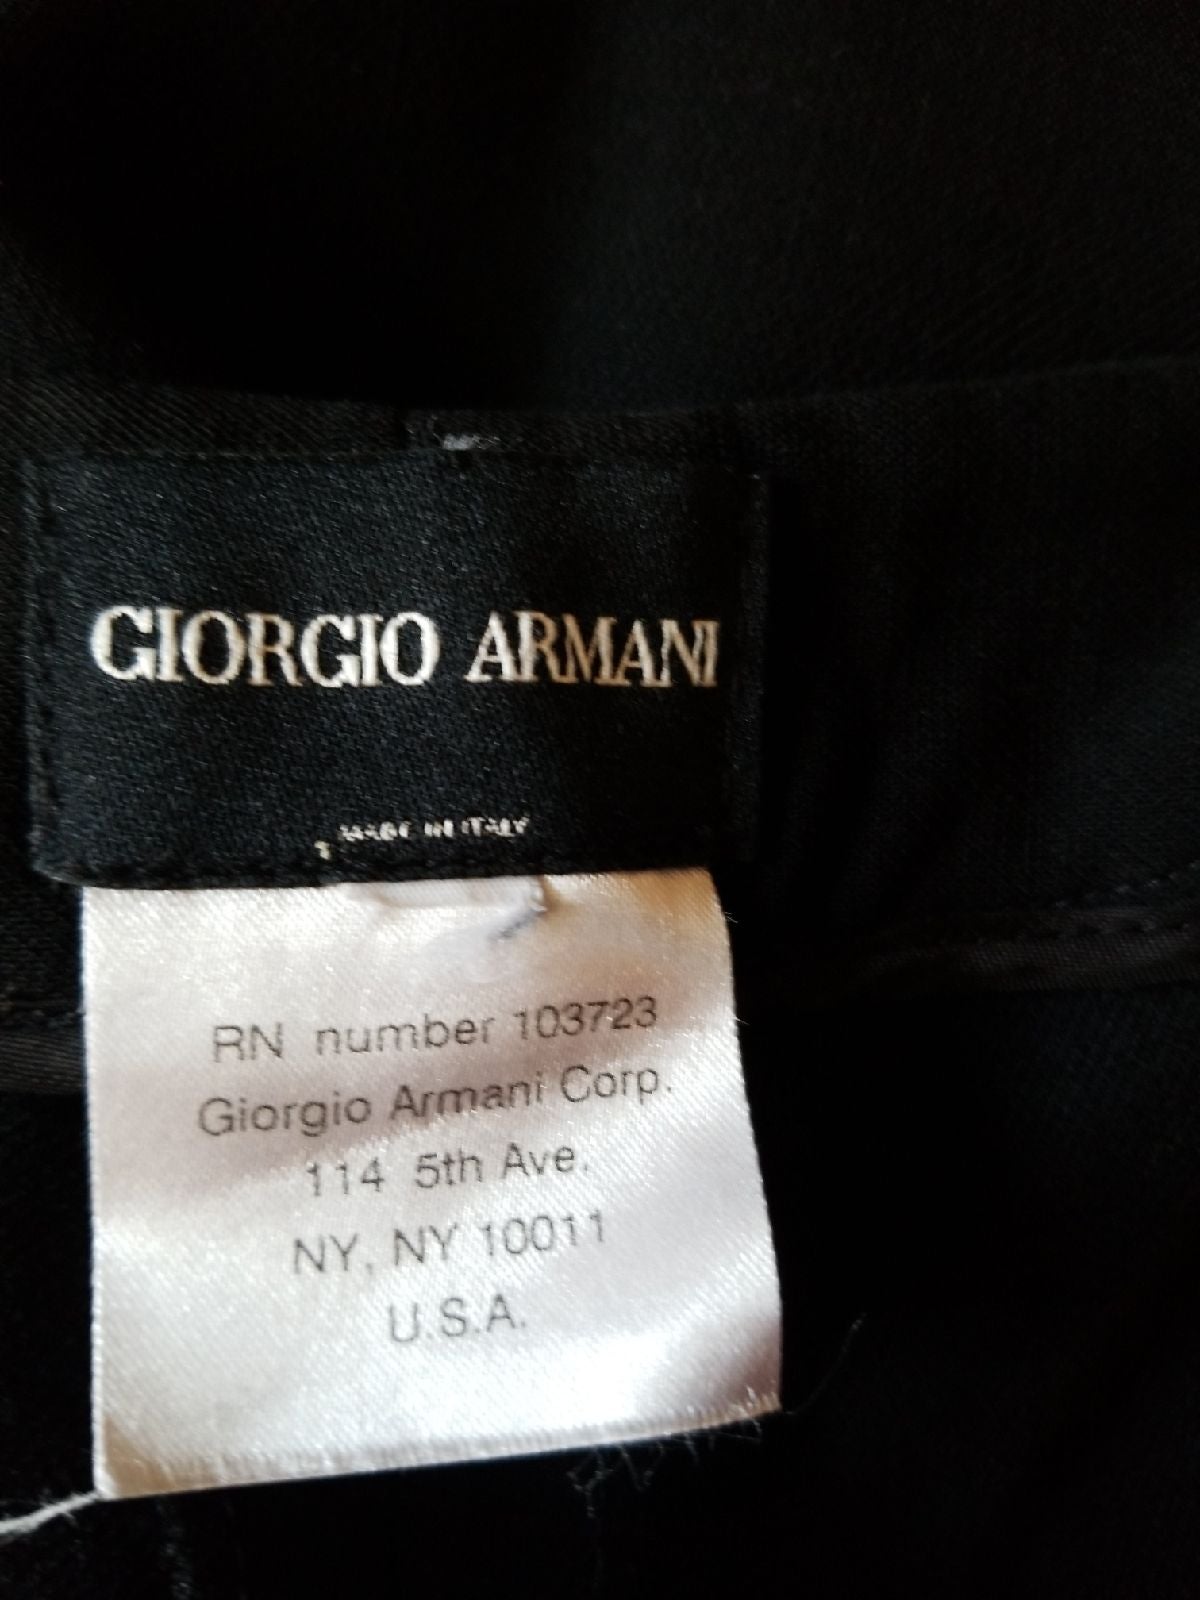 GIORGIO ARMANI
MADE IN ITALY
RN number 103723
Giorgio Armani Corp.
114 5th Ave.
NY, NY 10011
U.S.A.